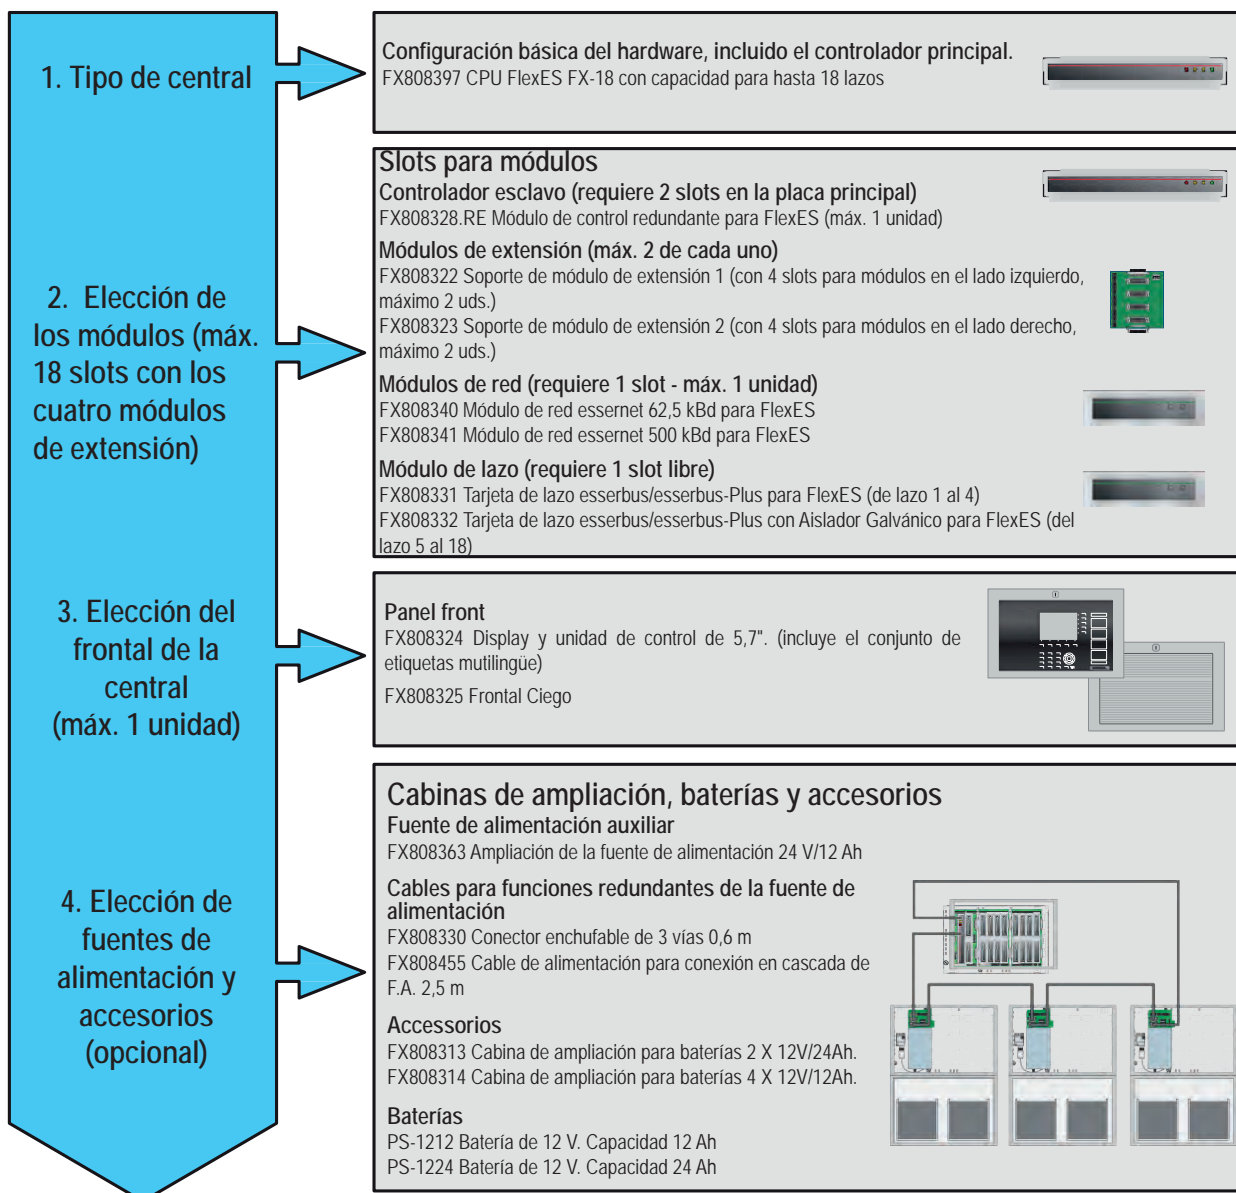 1. Tipo de central
Configuración básica del hardware, incluido el controlador principal.
FX808397 CPU FlexES FX-18 con capacidad para hasta 18 lazos
2. Elección de
los módulos (máx.
18 slots con los
cuatro módulos
de extensión)
Slots para módulos
Controlador esclavo (requiere 2 slots en la placa principal)
FX808328.RE Módulo de control redundante para FlexES (máx. 1 unidad)
Módulos de extensión (máx. 2 de cada uno)
FX808322 Soporte de módulo de extensión 1 (con 4 slots para módulos en el lado izquierdo,
máximo 2 uds.)
FX808323 Soporte de módulo de extensión 2 (con 4 slots para módulos en el lado derecho,
máximo 2 uds.)
Módulos de red (requiere 1 slot - máx. 1 unidad)
FX808340 Módulo de red essernet 62,5 kBd para FlexES
FX808341 Módulo de red essernet 500 kBd para FlexES
Módulo de lazo (requiere 1 slot libre)
FX808331 Tarjeta de lazo esserbus/esserbus-Plus para FlexES (de lazo 1 al 4)
FX808332 Tarjeta de lazo esserbus/esserbus-Plus con Aislador Galvánico para FlexES (del
lazo 5 al 18)
3. Elección del
frontal de la
central
(máx. 1 unidad)
Panel front
FX808324 Display y unidad de control de 5,7". (incluye el conjunto de
etiquetas mutilingüe)
FX808325 Frontal Ciego
4. Elección de
fuentes de
alimentación y
accesorios
(opcional)
Cabinas de ampliación, baterías y accesorios
Fuente de alimentación auxiliar
FX808363 Ampliación de la fuente de alimentación 24 V/12 Ah
Cables para funciones redundantes de la fuente de
alimentación
FX808330 Conector enchufable de 3 vías 0,6 m
FX808455 Cable de alimentación para conexión en cascada de
F.A. 2,5 m
Accessorios
FX808313 Cabina de ampliación para baterías 2 X 12V/24Ah.
FX808314 Cabina de ampliación para baterías 4 X 12V/12Ah.
Baterías
PS-1212 Batería de 12 V. Capacidad 12 Ah
PS-1224 Batería de 12 V. Capacidad 24 Ah